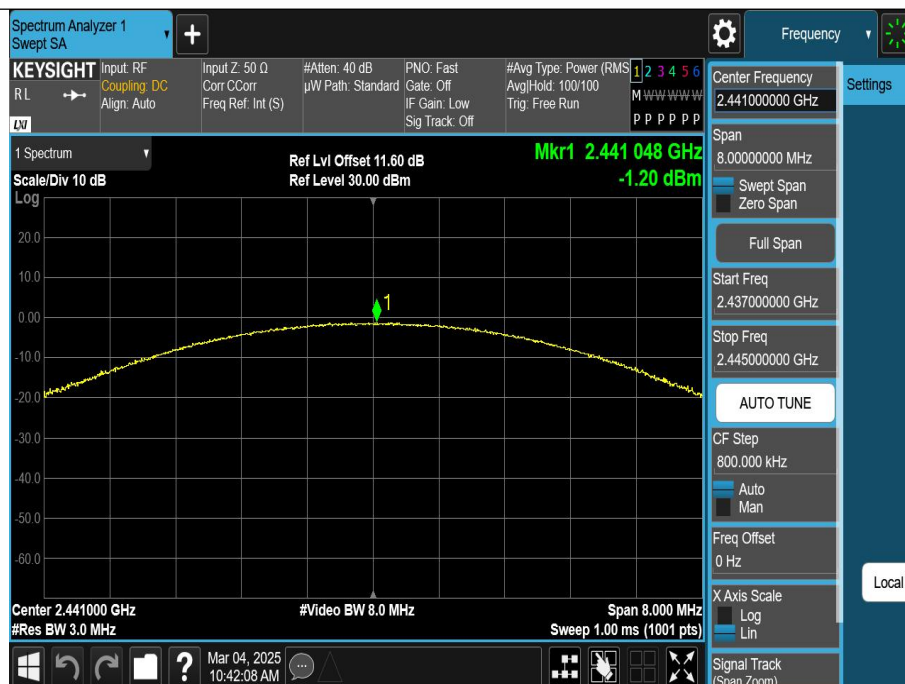 Spectrum Analyzer 1
Swept SA
+
Frequency
KEYSIGHT
RL
LXI
Input: RF
Coupling: DC
Align: Auto
Input Z: 50 Ω
Corr CCorr
Freq Ref: Int (S)
#Atten: 40 dB
µW Path: Standard
PNO: Fast
Gate: Off
IF Gain: Low
Sig Track: Off
#Avg Type: Power (RMS
Avg|Hold: 100/100
Trig: Free Run
1 2 3 4 5 6
M W W W W W
P P P P P P
Center Frequency
2.441000000 GHz
Settings
1 Spectrum
Scale/Div 10 dB
Log
Ref Lvl Offset 11.60 dB
Ref Level 30.00 dBm
Mkr1 2.441 048 GHz
-1.20 dBm
20.0
10.0
0.00
-10.0
-20.0
-30.0
-40.0
-50.0
-60.0
1
Span
8.00000000 MHz
Swept Span
Zero Span
Full Span
Start Freq
2.437000000 GHz
Stop Freq
2.445000000 GHz
AUTO TUNE
CF Step
800.000 kHz
Auto
Man
Freq Offset
0 Hz
X Axis Scale
Log
Lin
Signal Track
(Span Zoom)
Local
Center 2.441000 GHz
#Res BW 3.0 MHz
#Video BW 8.0 MHz
Span 8.000 MHz
Sweep 1.00 ms (1001 pts)
?
Mar 04, 2025
10:42:08 AM